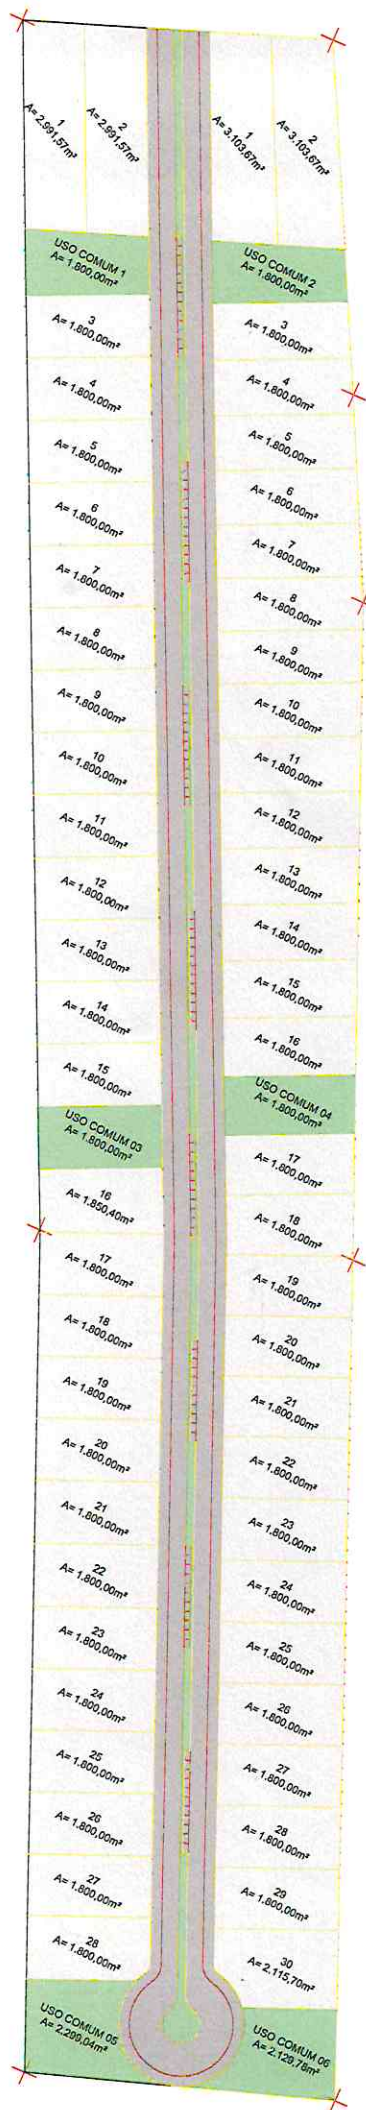 1
A= 2.991,57m²
2
A= 2.991,57m²
1
A= 3.103,67m²
2
A= 3.103,67m²
USO COMUM 1
A= 1.800,00m²
USO COMUM 2
A= 1.800,00m²
3
A= 1.800,00m²
4
A= 1.800,00m²
5
A= 1.800,00m²
6
A= 1.800,00m²
7
A= 1.800,00m²
8
A= 1.800,00m²
9
A= 1.800,00m²
10
A= 1.800,00m²
11
A= 1.800,00m²
12
A= 1.800,00m²
13
A= 1.800,00m²
14
A= 1.800,00m²
15
A= 1.800,00m²
USO COMUM 03
A= 1.800,00m²
16
A= 1.850,40m²
17
A= 1.800,00m²
18
A= 1.800,00m²
19
A= 1.800,00m²
20
A= 1.800,00m²
21
A= 1.800,00m²
22
A= 1.800,00m²
23
A= 1.800,00m²
24
A= 1.800,00m²
25
A= 1.800,00m²
26
A= 1.800,00m²
27
A= 1.800,00m²
28
A= 1.800,00m²
USO COMUM 05
A= 2.299,04m²
3
A= 1.800,00m²
4
A= 1.800,00m²
5
A= 1.800,00m²
6
A= 1.800,00m²
7
A= 1.800,00m²
8
A= 1.800,00m²
9
A= 1.800,00m²
10
A= 1.800,00m²
11
A= 1.800,00m²
12
A= 1.800,00m²
13
A= 1.800,00m²
14
A= 1.800,00m²
15
A= 1.800,00m²
16
A= 1.800,00m²
USO COMUM 04
A= 1.800,00m²
17
A= 1.800,00m²
18
A= 1.800,00m²
19
A= 1.800,00m²
20
A= 1.800,00m²
21
A= 1.800,00m²
22
A= 1.800,00m²
23
A= 1.800,00m²
24
A= 1.800,00m²
25
A= 1.800,00m²
26
A= 1.800,00m²
27
A= 1.800,00m²
28
A= 1.800,00m²
29
A= 1.800,00m²
30
A= 2.115,70m²
USO COMUM 06
A= 2.129,78m²